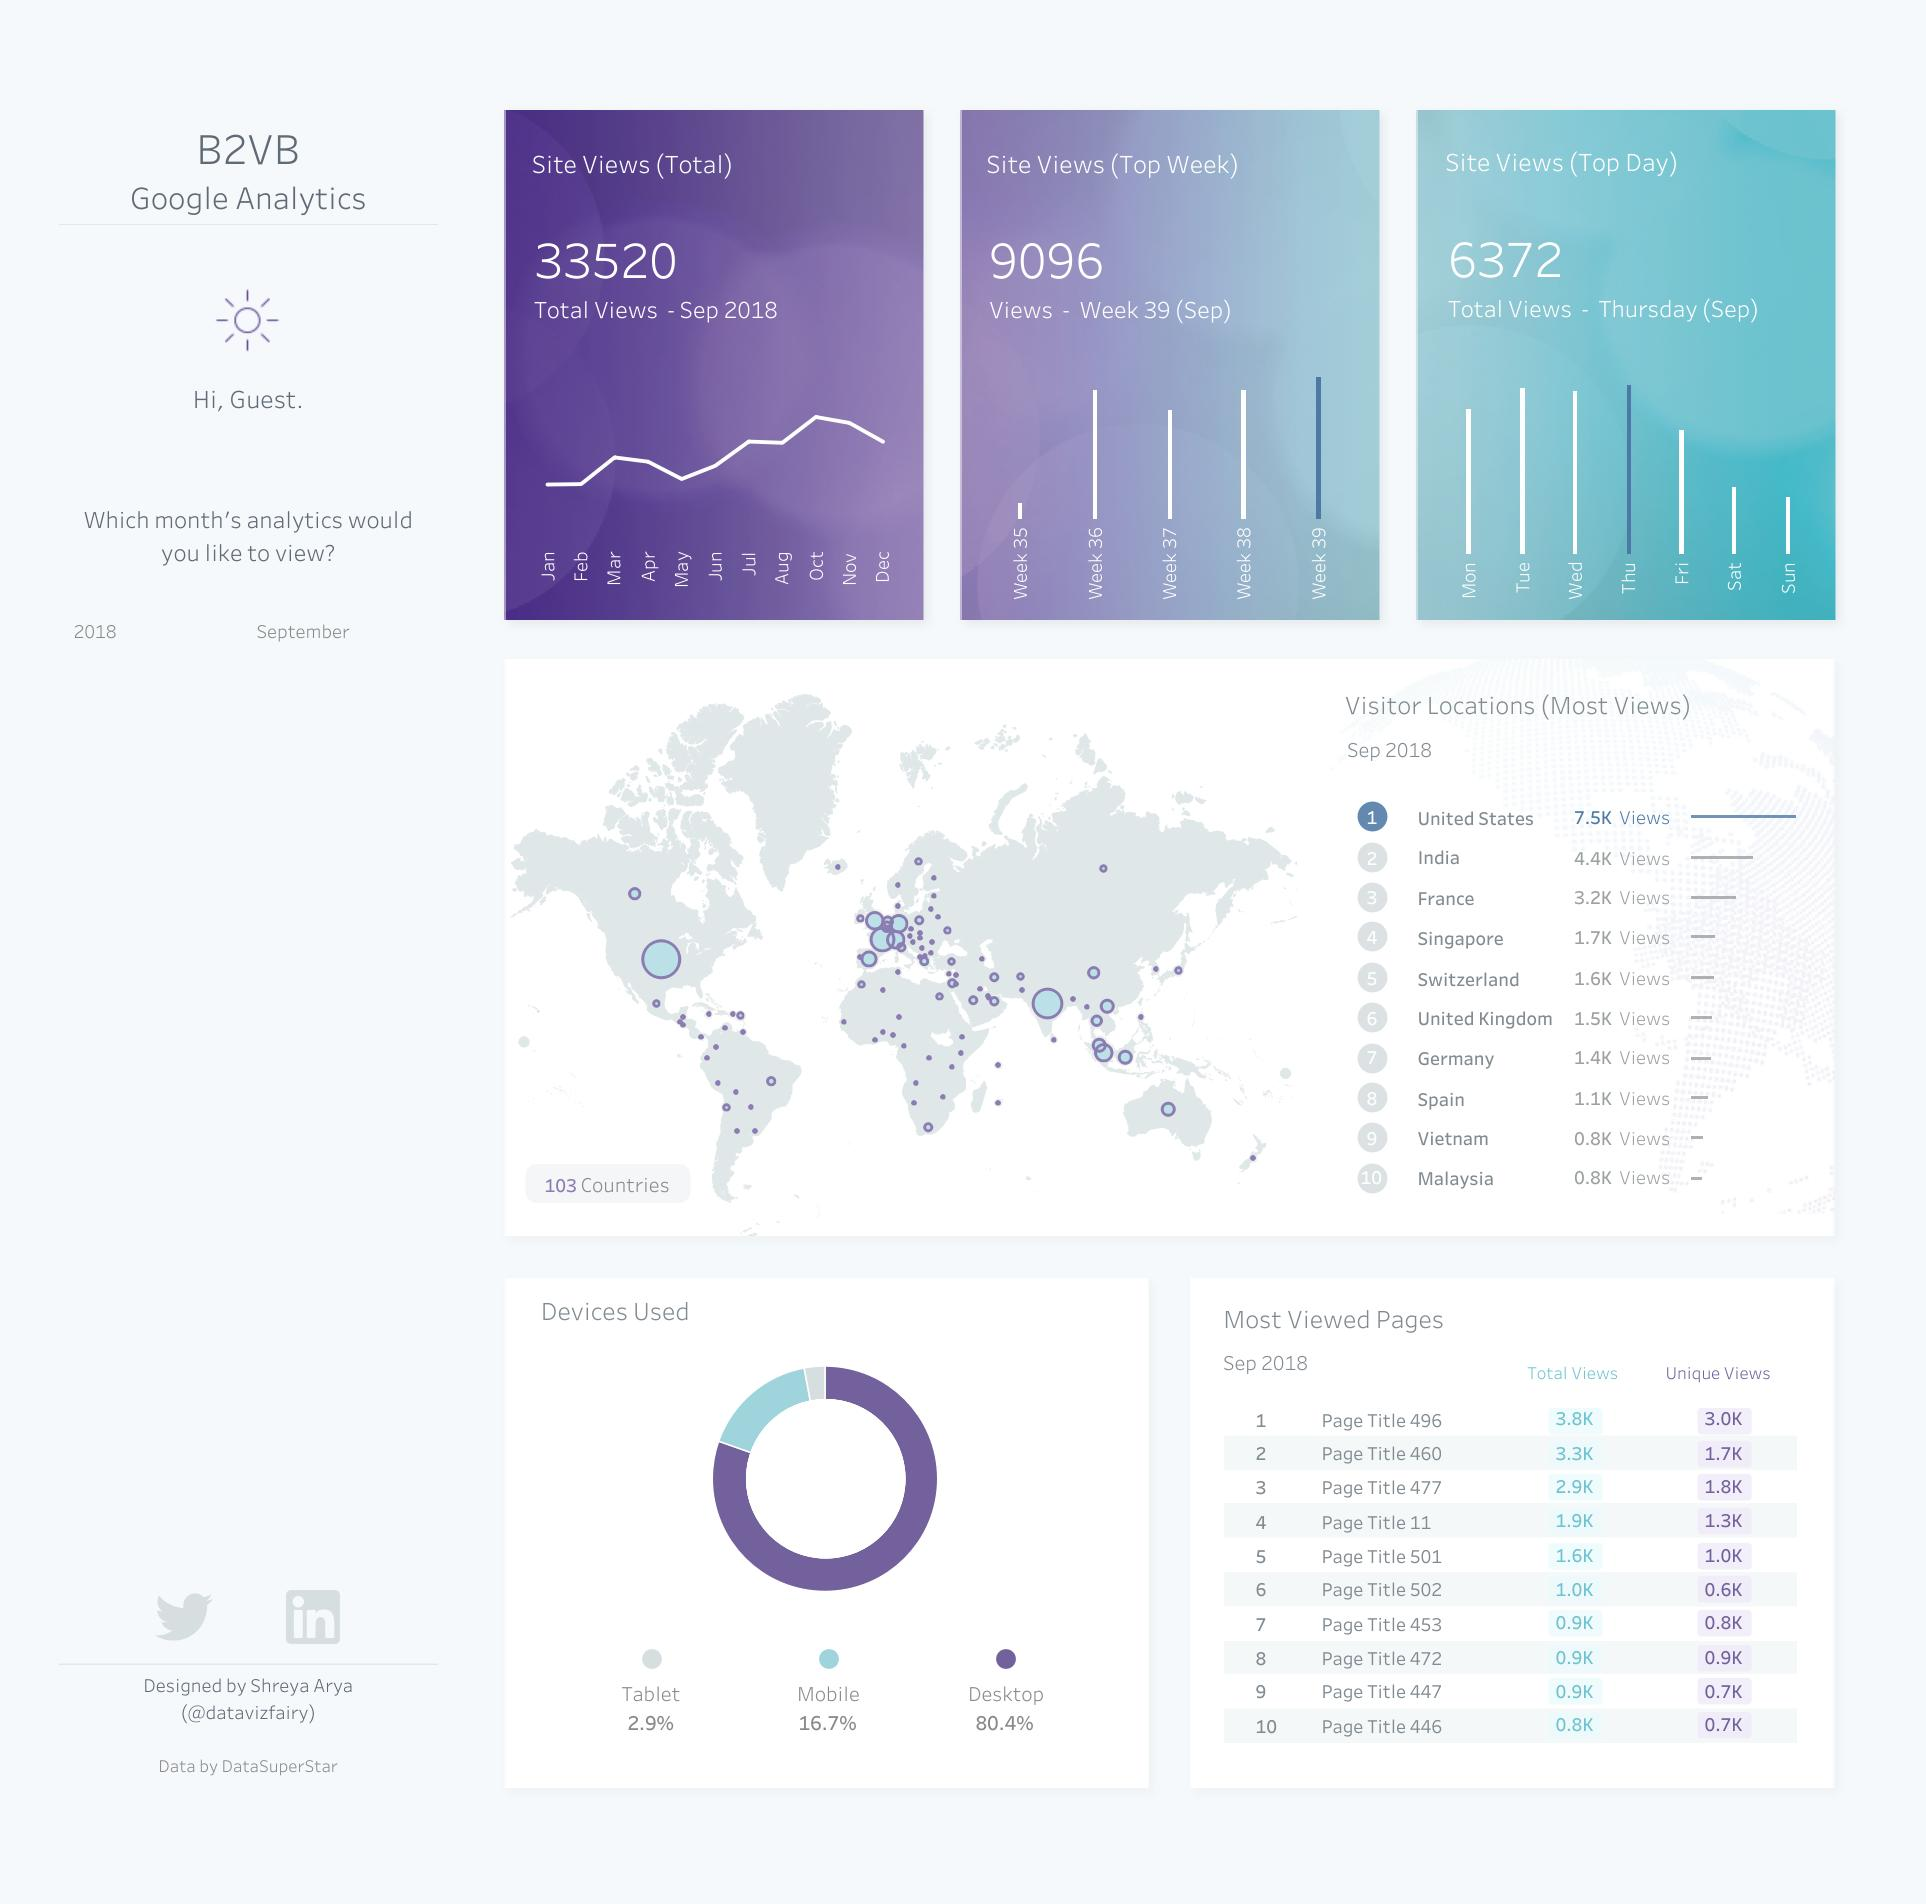 B2VB
Google Analytics
Hi, Guest.
Which month's analytics would
you like to view?
2018 September
Site Views (Total)
33520
Total Views - Sep 2018
Jan Feb Mar Apr May Jun Jul Aug Oct Nov Dec
Site Views (Top Week)
9096
Views - Week 39 (Sep)
Week 35 Week 36 Week 37 Week 38 Week 39
Site Views (Top Day)
6372
Total Views - Thursday (Sep)
Mon Tue Wed Thu Fri Sat Sun
103 Countries
Visitor Locations (Most Views)
Sep 2018
1 United States 7.5K Views
2 India 4.4K Views
3 France 3.2K Views
4 Singapore 1.7K Views
5 Switzerland 1.6K Views
6 United Kingdom 1.5K Views
7 Germany 1.4K Views
8 Spain 1.1K Views
9 Vietnam 0.8K Views
10 Malaysia 0.8K Views
Devices Used
Tablet Mobile Desktop
2.9% 16.7% 80.4%
Most Viewed Pages
Sep 2018
Total Views Unique Views
1 Page Title 496 3.8K 3.0K
2 Page Title 460 3.3K 1.7K
3 Page Title 477 2.9K 1.8K
4 Page Title 11 1.9K 1.3K
5 Page Title 501 1.6K 1.0K
6 Page Title 502 1.0K 0.6K
7 Page Title 453 0.9K 0.8K
8 Page Title 472 0.9K 0.9K
9 Page Title 447 0.9K 0.7K
10 Page Title 446 0.8K 0.7K
in
Designed by Shreya Arya
(@datavizfairy)
Data by DataSuperStar